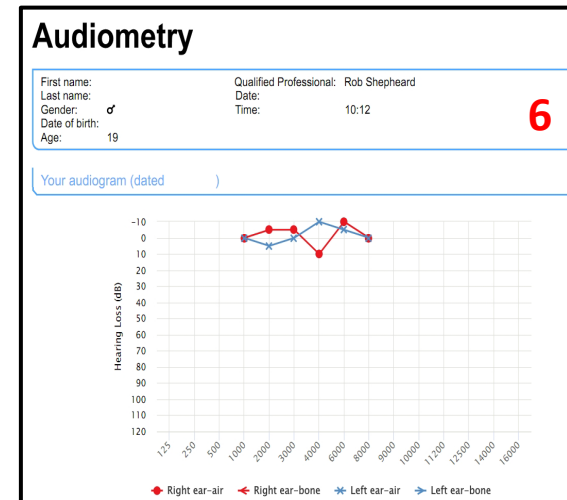 Audiometry
First name:
Last name:
Gender: ♂
Date of birth:
Age: 19
Qualified Professional: Rob Shepheard
Date:
Time: 10:12
6
Your audiogram (dated )
Hearing Loss (dB)
-10
0
10
20
30
40
50
60
70
80
90
100
110
120
125 250 500 1000 2000 3000 4000 6000 8000 9000 10000 11200 12500 14000 16000
Right ear-air Right ear-bone Left ear-air Left ear-bone